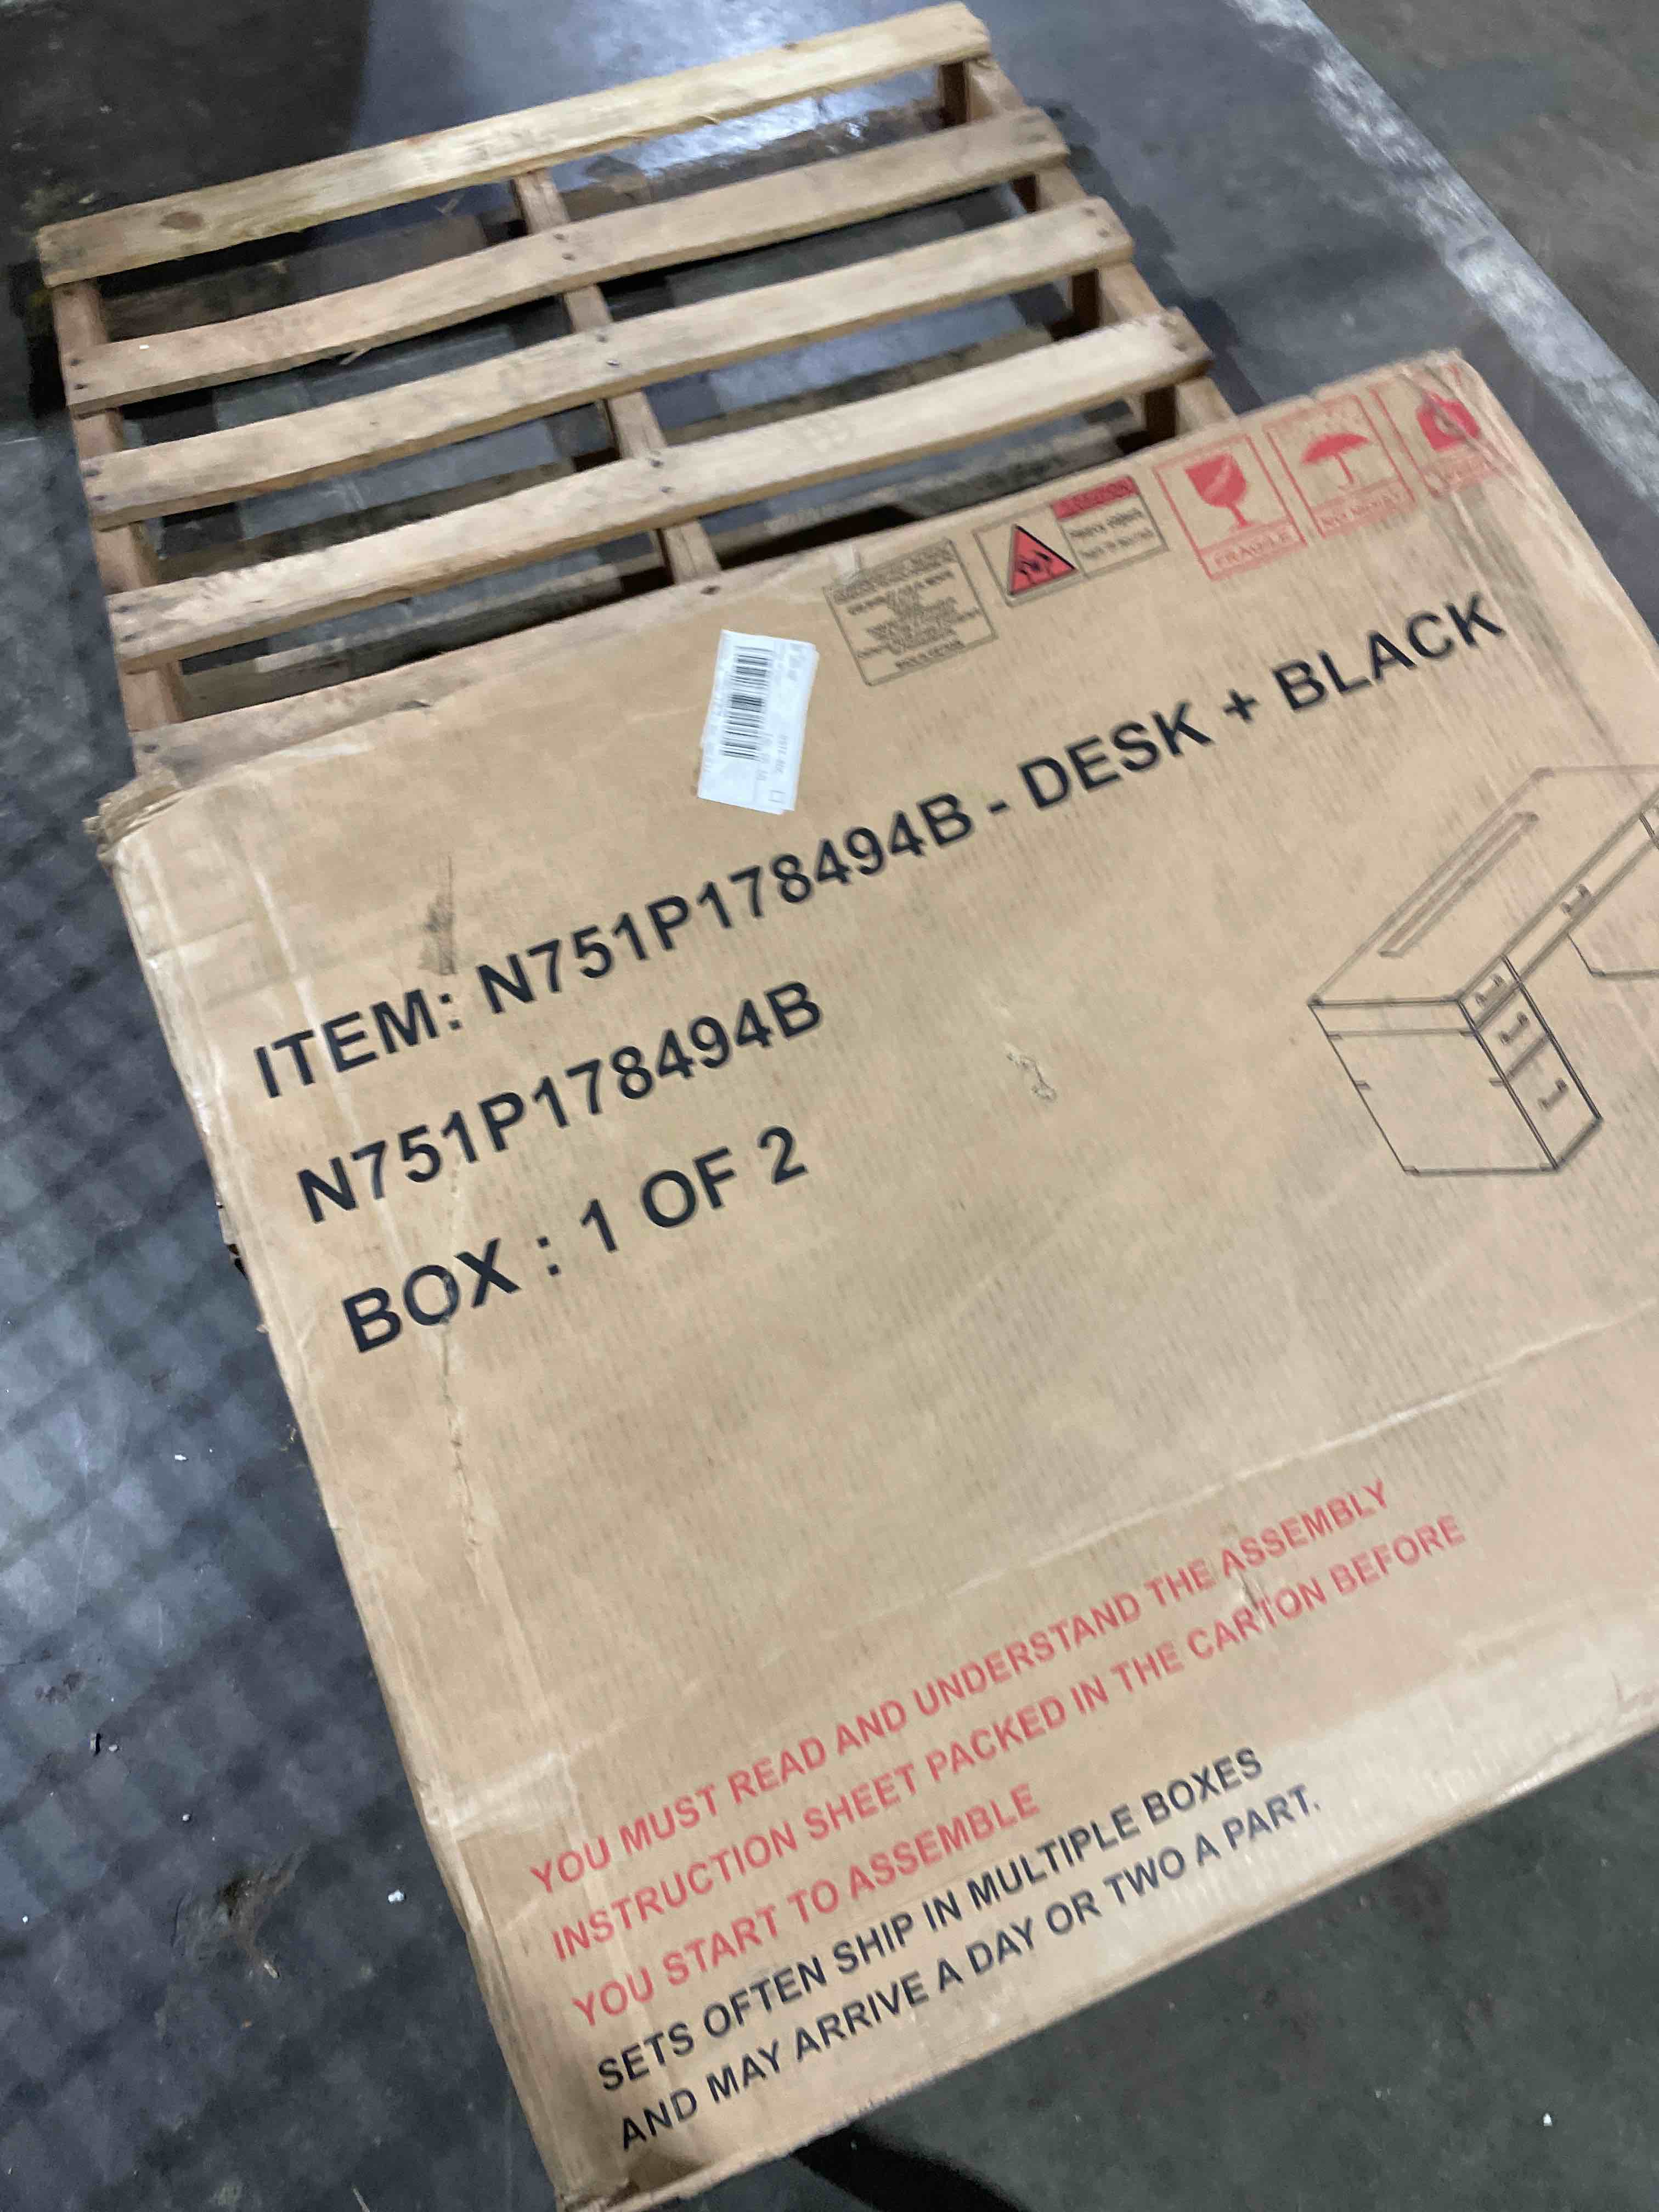 FRAGILE
ITEM: N751P178494B - DESK + BLACK
N751P178494B
BOX : 1 OF 2
YOU MUST READ AND UNDERSTAND THE ASSEMBLY
INSTRUCTION SHEET PACKED IN THE CARTON BEFORE
YOU START TO ASSEMBLE
SETS OFTEN SHIP IN MULTIPLE BOXES
AND MAY ARRIVE A DAY OR TWO A PART.